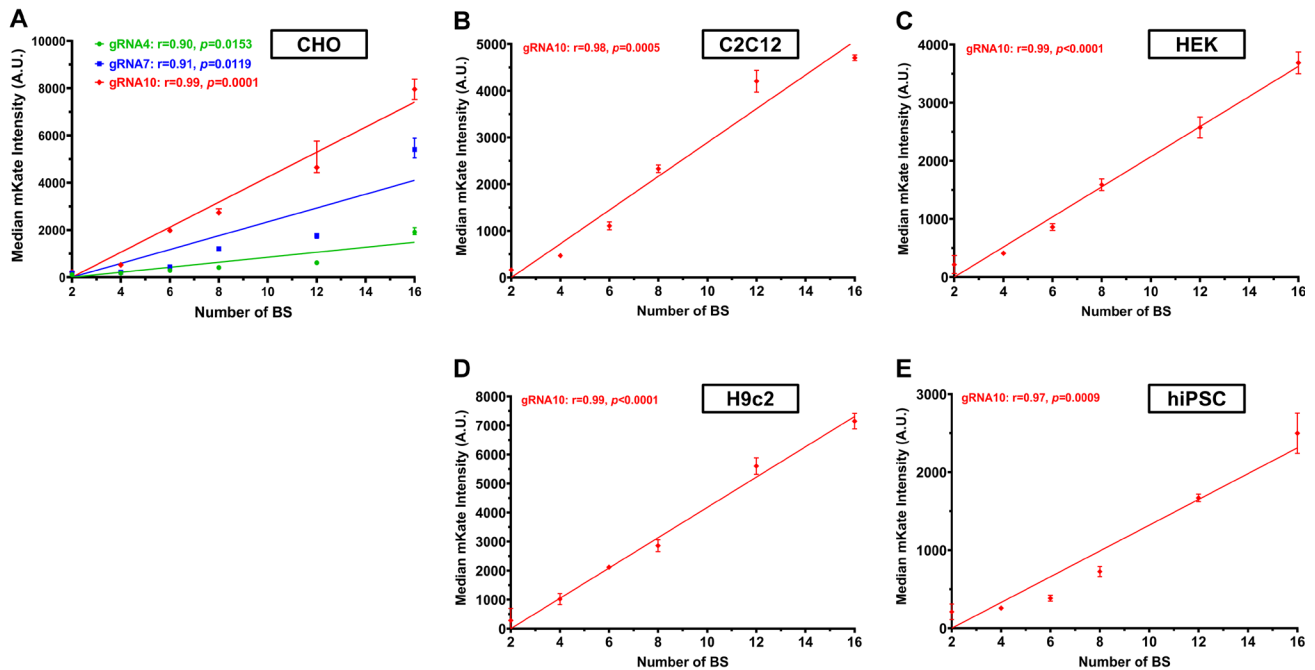 A
CHO
gRNA4: r=0.90, p=0.0153
gRNA7: r=0.91, p=0.0119
gRNA10: r=0.99, p=0.0001
Median mKate Intensity (A.U.)
10000
8000
6000
4000
2000
0
2 4 6 8 10 12 14 16
Number of BS
B
C2C12
gRNA10: r=0.98, p=0.0005
Median mKate Intensity (A.U.)
5000
4000
3000
2000
1000
0
2 4 6 8 10 12 14 16
Number of BS
C
HEK
gRNA10: r=0.99, p<0.0001
Median mKate Intensity (A.U.)
4000
3000
2000
1000
0
2 4 6 8 10 12 14 16
Number of BS
D
H9c2
gRNA10: r=0.99, p<0.0001
Median mKate Intensity (A.U.)
8000
7000
6000
5000
4000
3000
2000
1000
0
2 4 6 8 10 12 14 16
Number of BS
E
hiPSC
gRNA10: r=0.97, p=0.0009
Median mKate Intensity (A.U.)
3000
2000
1000
0
2 4 6 8 10 12 14 16
Number of BS